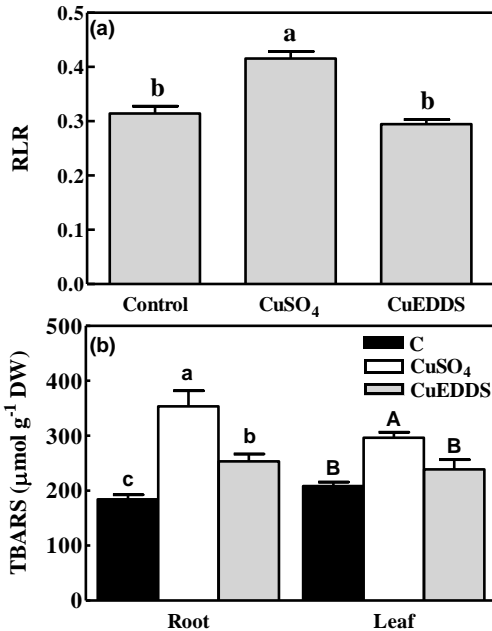 (a)
0.5
0.4
0.3
0.2
0.1
0.0
RLR
b
a
b
Control
CuSO₄
CuEDDS
(b)
500
400
300
200
100
0
TBARS (µmol g⁻¹ DW)
C
CuSO₄
CuEDDS
c
a
b
B
A
B
Root
Leaf